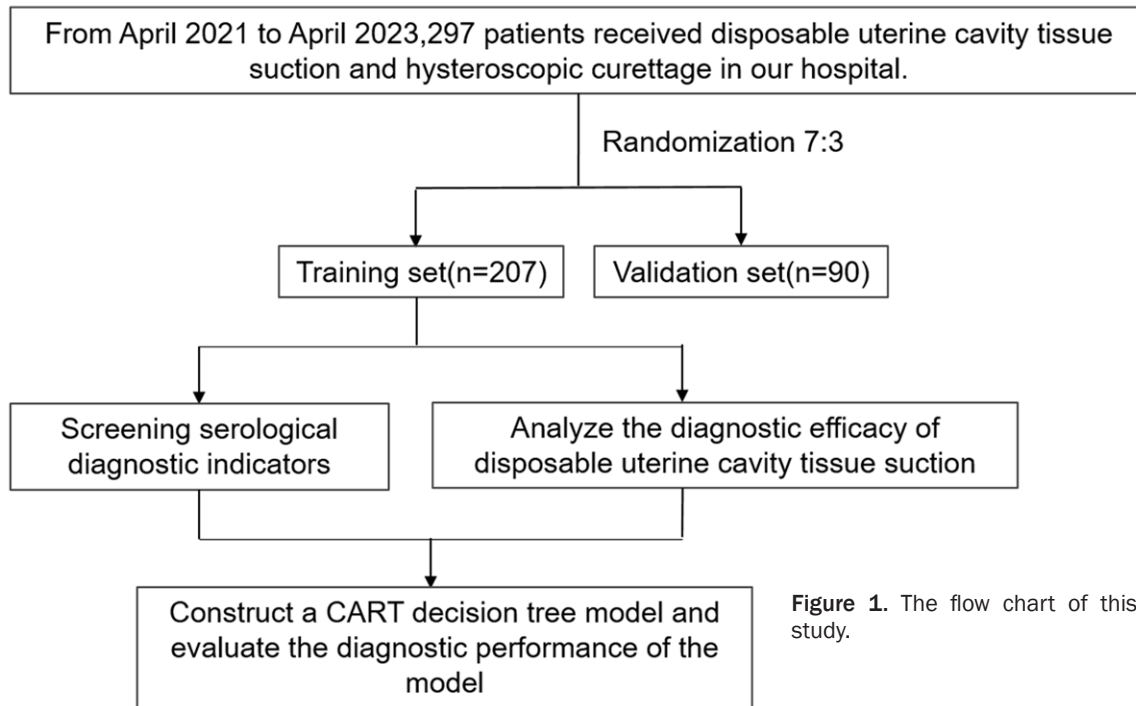 From April 2021 to April 2023,297 patients received disposable uterine cavity tissue
suction and hysteroscopic curettage in our hospital.
Randomization 7:3
Training set(n=207)
Validation set(n=90)
Screening serological
diagnostic indicators
Analyze the diagnostic efficacy of
disposable uterine cavity tissue suction
Construct a CART decision tree model and
evaluate the diagnostic performance of the
model
Figure 1. The flow chart of this
study.